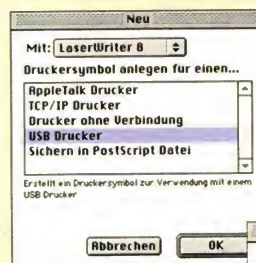 Neu
Mit: LaserWriter 8
Druckersymbol anlegen für einen...
AppleTalk Drucker
TCP/IP Drucker
Drucker ohne Verbindung
USB Drucker
Sichern in PostScript Datei
Erstellt ein Druckersymbol zur Verwendung mit einem
USB Drucker
Abbrechen OK